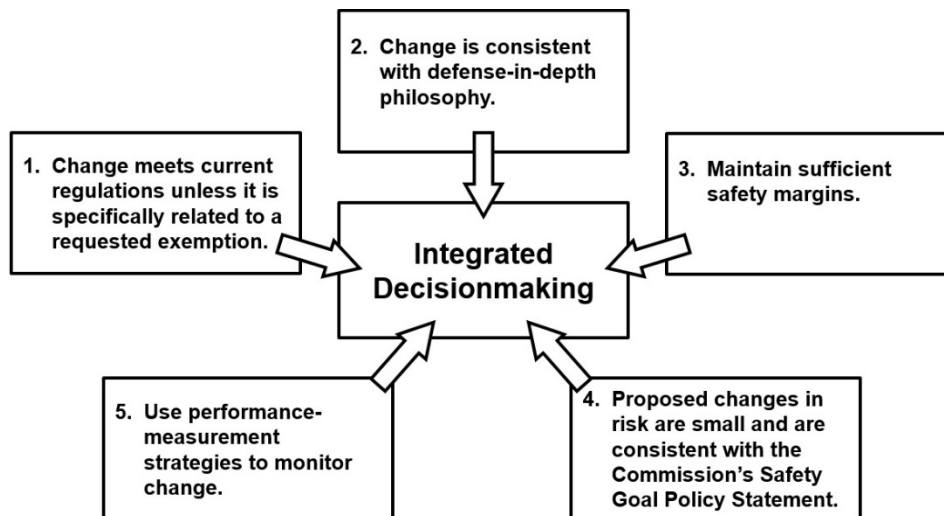 2. Change is consistent
with defense-in-depth
philosophy.
1. Change meets current
regulations unless it is
specifically related to a
requested exemption.
3. Maintain sufficient
safety margins.
Integrated
Decisionmaking
5. Use performance-
measurement
strategies to monitor
change.
4. Proposed changes in
risk are small and are
consistent with the
Commission’s Safety
Goal Policy Statement.